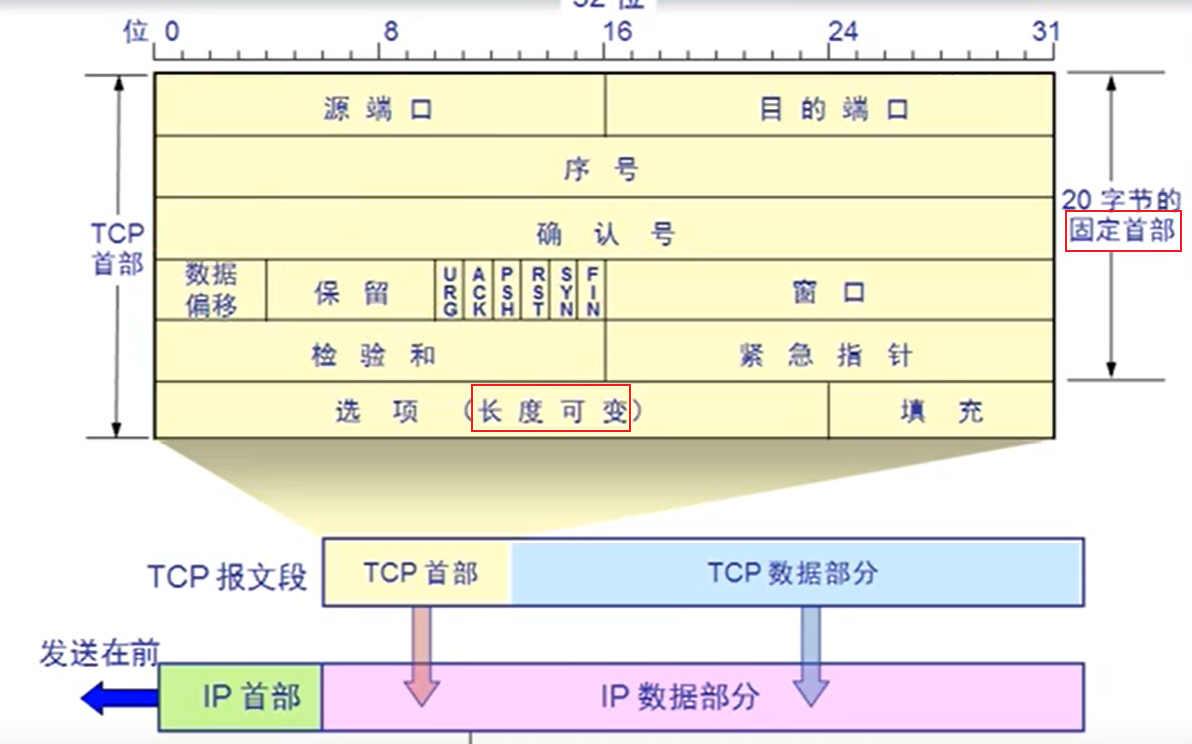 32 位
位 0 8 16 24 31
源 端 口 目 的 端 口
序 号
20 字节的
固定首部
TCP
首部
确 认 号
数据
偏移
保 留
URG ACK PSH RST SYN FIN
窗 口
检 验 和 紧 急 指 针
选 项 (长 度 可 变) 填 充
TCP 报文段 TCP 首部 TCP 数据部分
发送在前
IP 首部 IP 数据部分